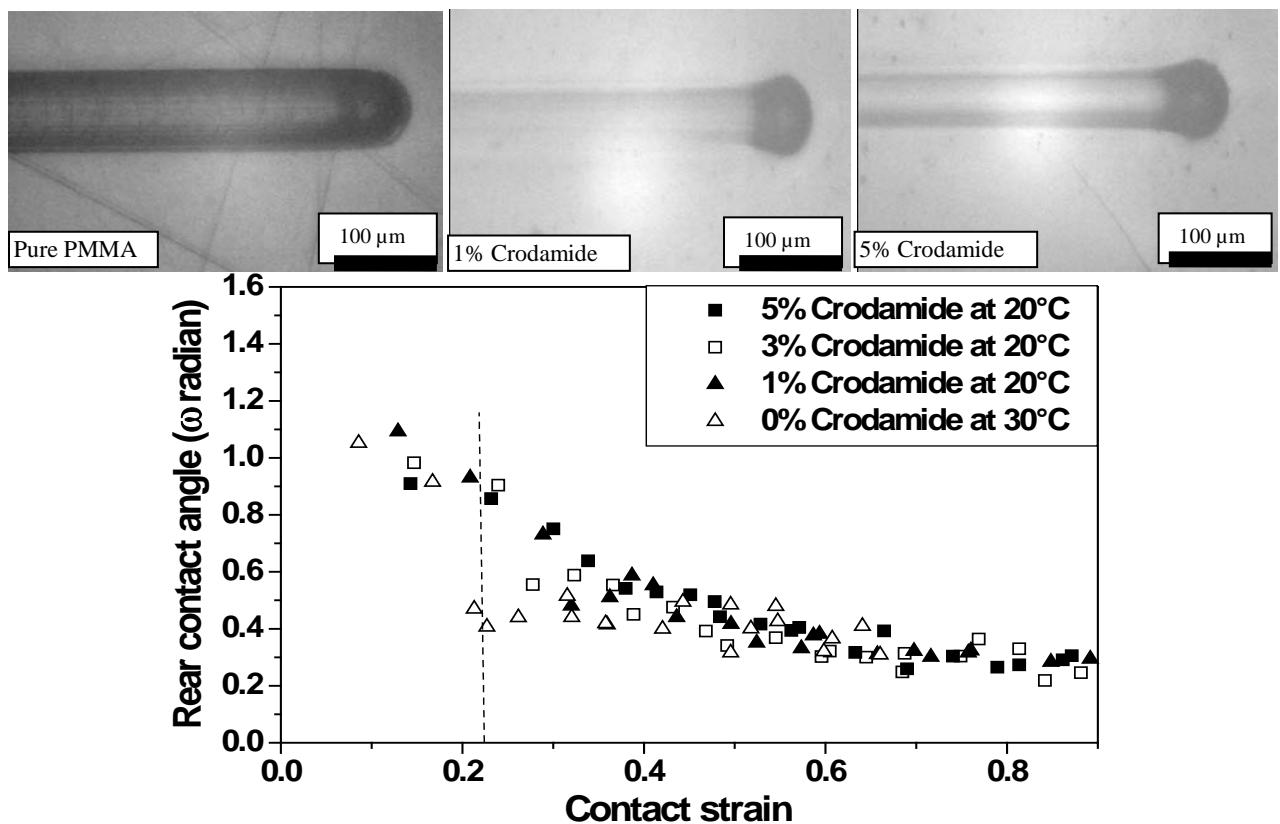 Pure PMMA
100 µm
1% Crodamide
100 µm
5% Crodamide
100 µm
1.6
1.4
1.2
1.0
0.8
0.6
0.4
0.2
0.0
Rear contact angle (ω radian)
5% Crodamide at 20°C
3% Crodamide at 20°C
1% Crodamide at 20°C
0% Crodamide at 30°C
0.0 0.2 0.4 0.6 0.8
Contact strain